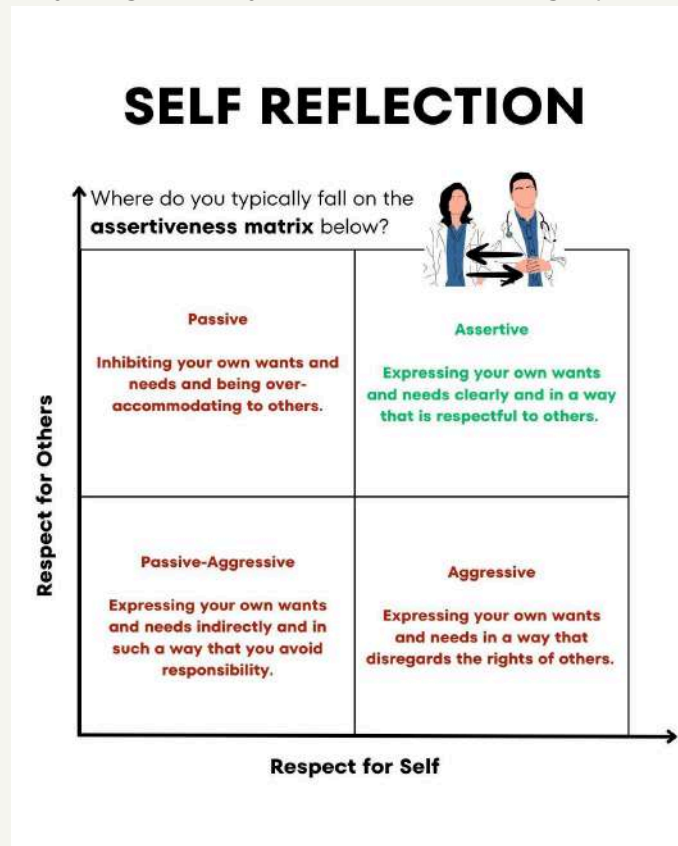 SELF REFLECTION
Where do you typically fall on the
assertiveness matrix below?
Passive
Inhibiting your own wants and
needs and being over-
accommodating to others.
Assertive
Expressing your own wants
and needs clearly and in a way
that is respectful to others.
Respect for Others
Passive-Aggressive
Expressing your own wants
and needs indirectly and in
such a way that you avoid
responsibility.
Aggressive
Expressing your own wants
and needs in a way that
disregards the rights of others.
Respect for Self